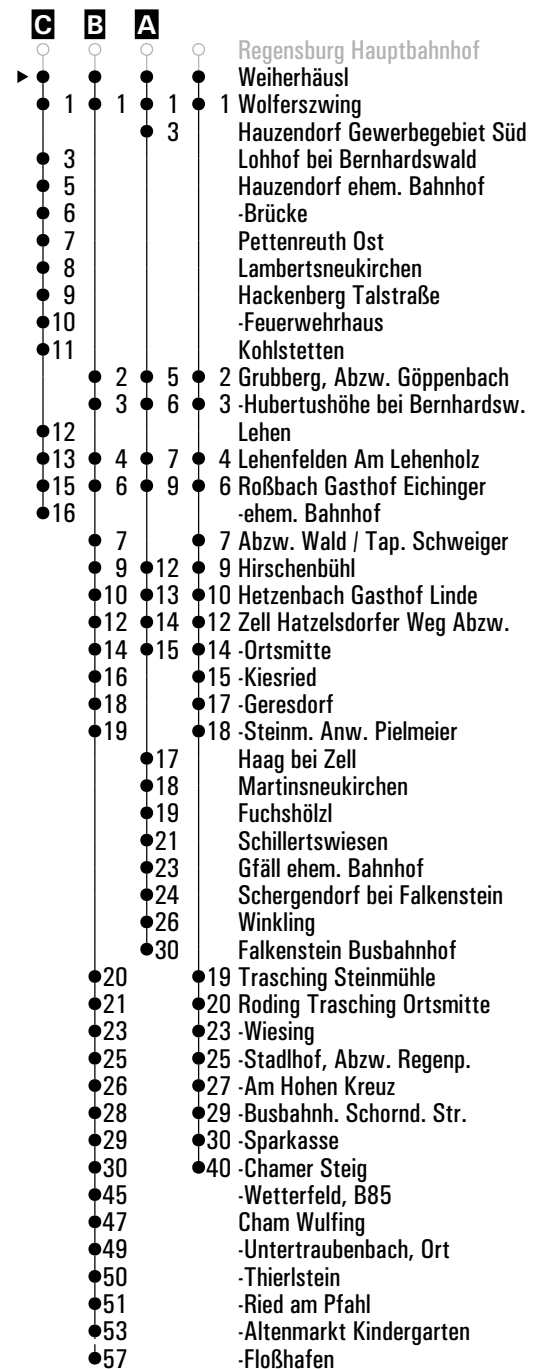 C B A
Regensburg Hauptbahnhof
Weiherhäusl
1 1 1 1 Wolferszwing
3 Hauzendorf Gewerbegebiet Süd
3 Lohhof bei Bernhardswald
5 Hauzendorf ehem. Bahnhof
6 -Brücke
7 Pettenreuth Ost
8 Lambertsneukirchen
9 Hackenberg Talstraße
10 -Feuerwehrhaus
11 Kohlstetten
2 5 2 Grubberg, Abzw. Göppenbach
3 6 3 -Hubertushöhe bei Bernhardsw.
12 Lehen
13 4 7 4 Lehenfelden Am Lehenholz
15 6 9 6 Roßbach Gasthof Eichinger
16 -ehem. Bahnhof
7 7 Abzw. Wald / Tap. Schweiger
9 12 9 Hirschenbühl
10 13 10 Hetzenbach Gasthof Linde
12 14 12 Zell Hatzelsdorfer Weg Abzw.
14 15 14 -Ortsmitte
16 15 -Kiesried
18 17 -Geresdorf
19 18 -Steinm. Anw. Pielmeier
17 Haag bei Zell
18 Martinsneukirchen
19 Fuchshölzl
21 Schillertswiesen
23 Gfäll ehem. Bahnhof
24 Schergendorf bei Falkenstein
26 Winkling
30 Falkenstein Busbahnhof
20 19 Trasching Steinmühle
21 20 Roding Trasching Ortsmitte
23 23 -Wiesing
25 25 -Stadlhof, Abzw. Regenp.
26 27 -Am Hohen Kreuz
28 29 -Busbahnh. Schornd. Str.
29 30 -Sparkasse
30 40 -Chamer Steig
45 -Wetterfeld, B85
47 Cham Wulfing
49 -Untertraubenbach, Ort
50 -Thierlstein
51 -Ried am Pfahl
53 -Altenmarkt Kindergarten
57 -Floßhafen